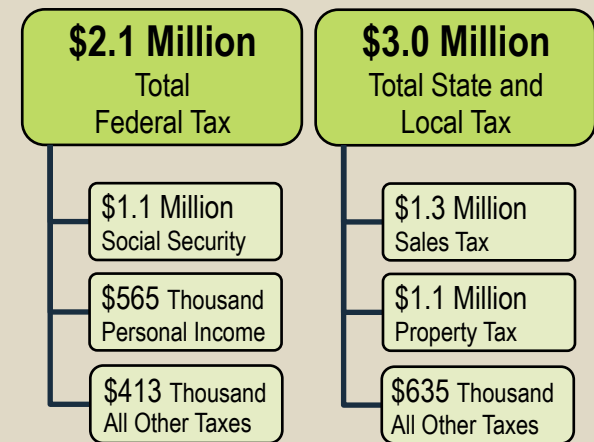 $2.1 Million
Total
Federal Tax
$1.1 Million
Social Security
$565 Thousand
Personal Income
$413 Thousand
All Other Taxes
$3.0 Million
Total State and
Local Tax
$1.3 Million
Sales Tax
$1.1 Million
Property Tax
$635 Thousand
All Other Taxes